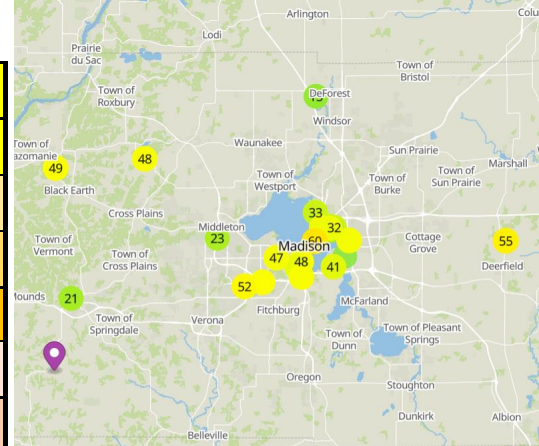 Arlington
Colu
Lodi
Prairie
du Sac
Town of
Bristol
Town of
Roxbury
DeForest
Windsor
Waunakee
Sun Prairie
Town of
azomanie
48
49
Marshall
Town of
Sun Prairie
Town of
Westport
Town of
Burke
Black Earth
Cross Plains
33
32
Middleton
23
Town of
Vermont
60
Madison
Cottage
Grove
55
Town of
Cross Plains
47
48
41
Deerfield
52
Mounds
21
McFarland
Fitchburg
Verona
Town of
Springdale
Town of
Dunn
Town of Pleasant
Springs
Oregon
Stoughton
Dunkirk
Albion
Belleville